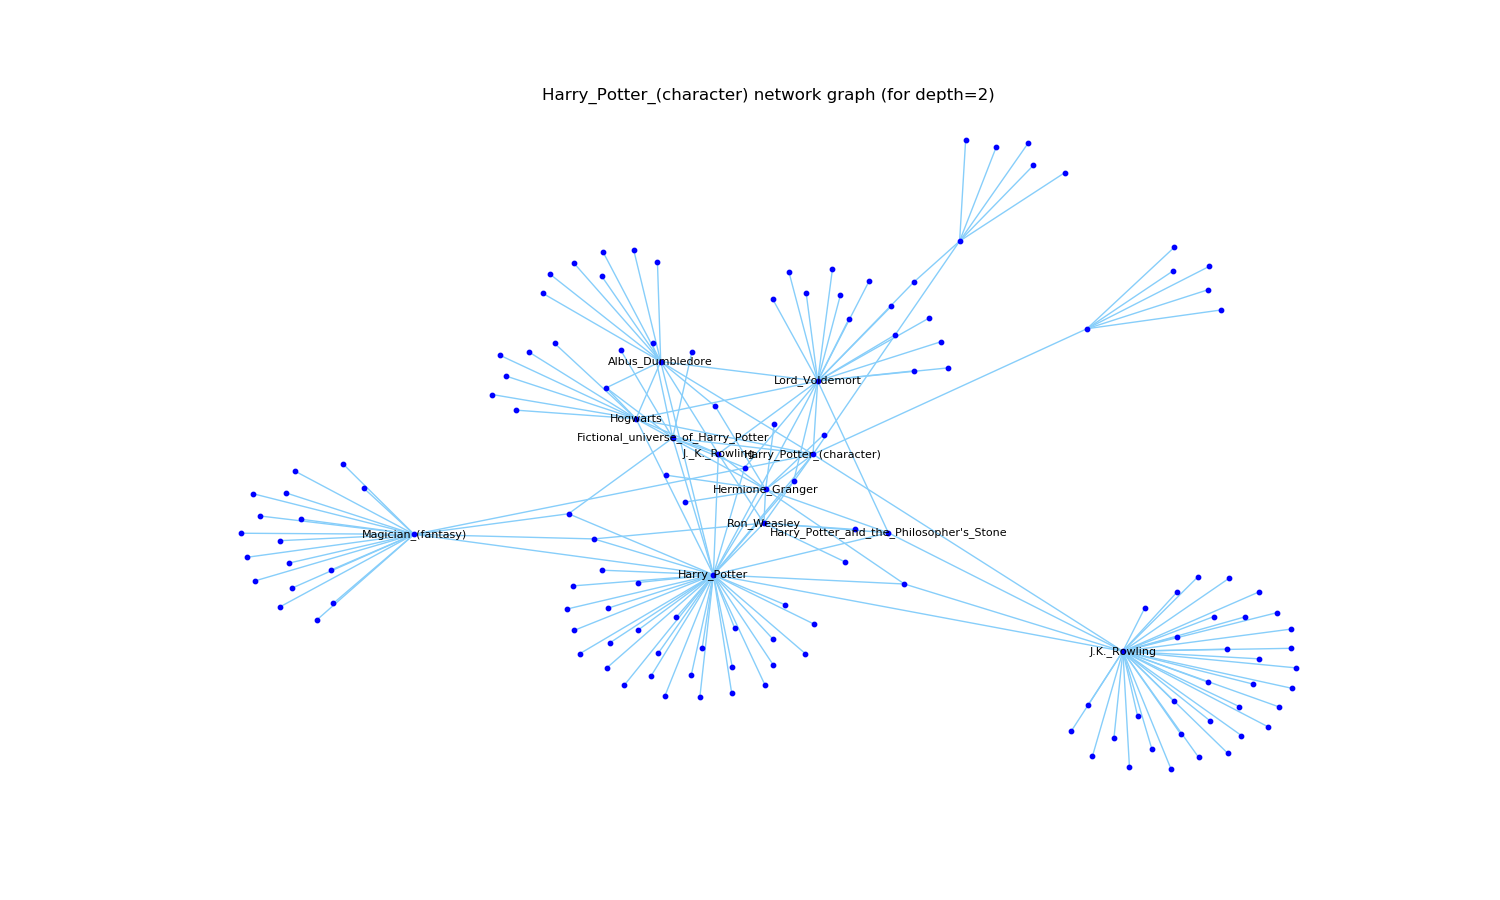 Harry_Potter_(character) network graph (for depth=2)
Albus_Dumbledore
Lord_Voldemort
Hogwarts
Fictional_universe_of_Harry_Potter
J._K._Rowling
Harry_Potter_(character)
Hermione_Granger
Ron_Weasley
Harry_Potter_and_the_Philosopher's_Stone
Magician_(fantasy)
Harry_Potter
J.K._Rowling